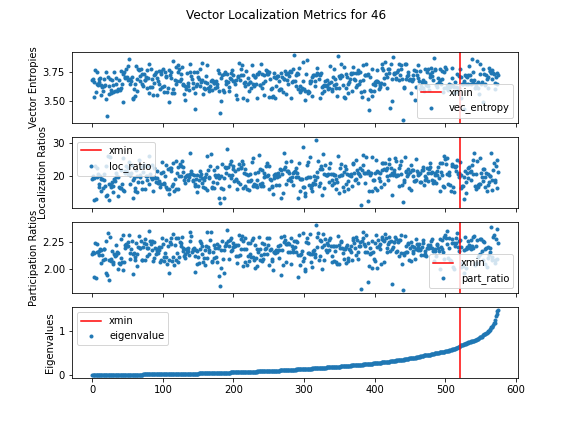 Vector Localization Metrics for 46
Vector Entropies
3.75
3.50
xmin
vec_entropy
Localization Ratios
30
20
xmin
loc_ratio
Participation Ratios
2.25
2.00
xmin
part_ratio
Eigenvalues
1
0
xmin
eigenvalue
0 100 200 300 400 500 600